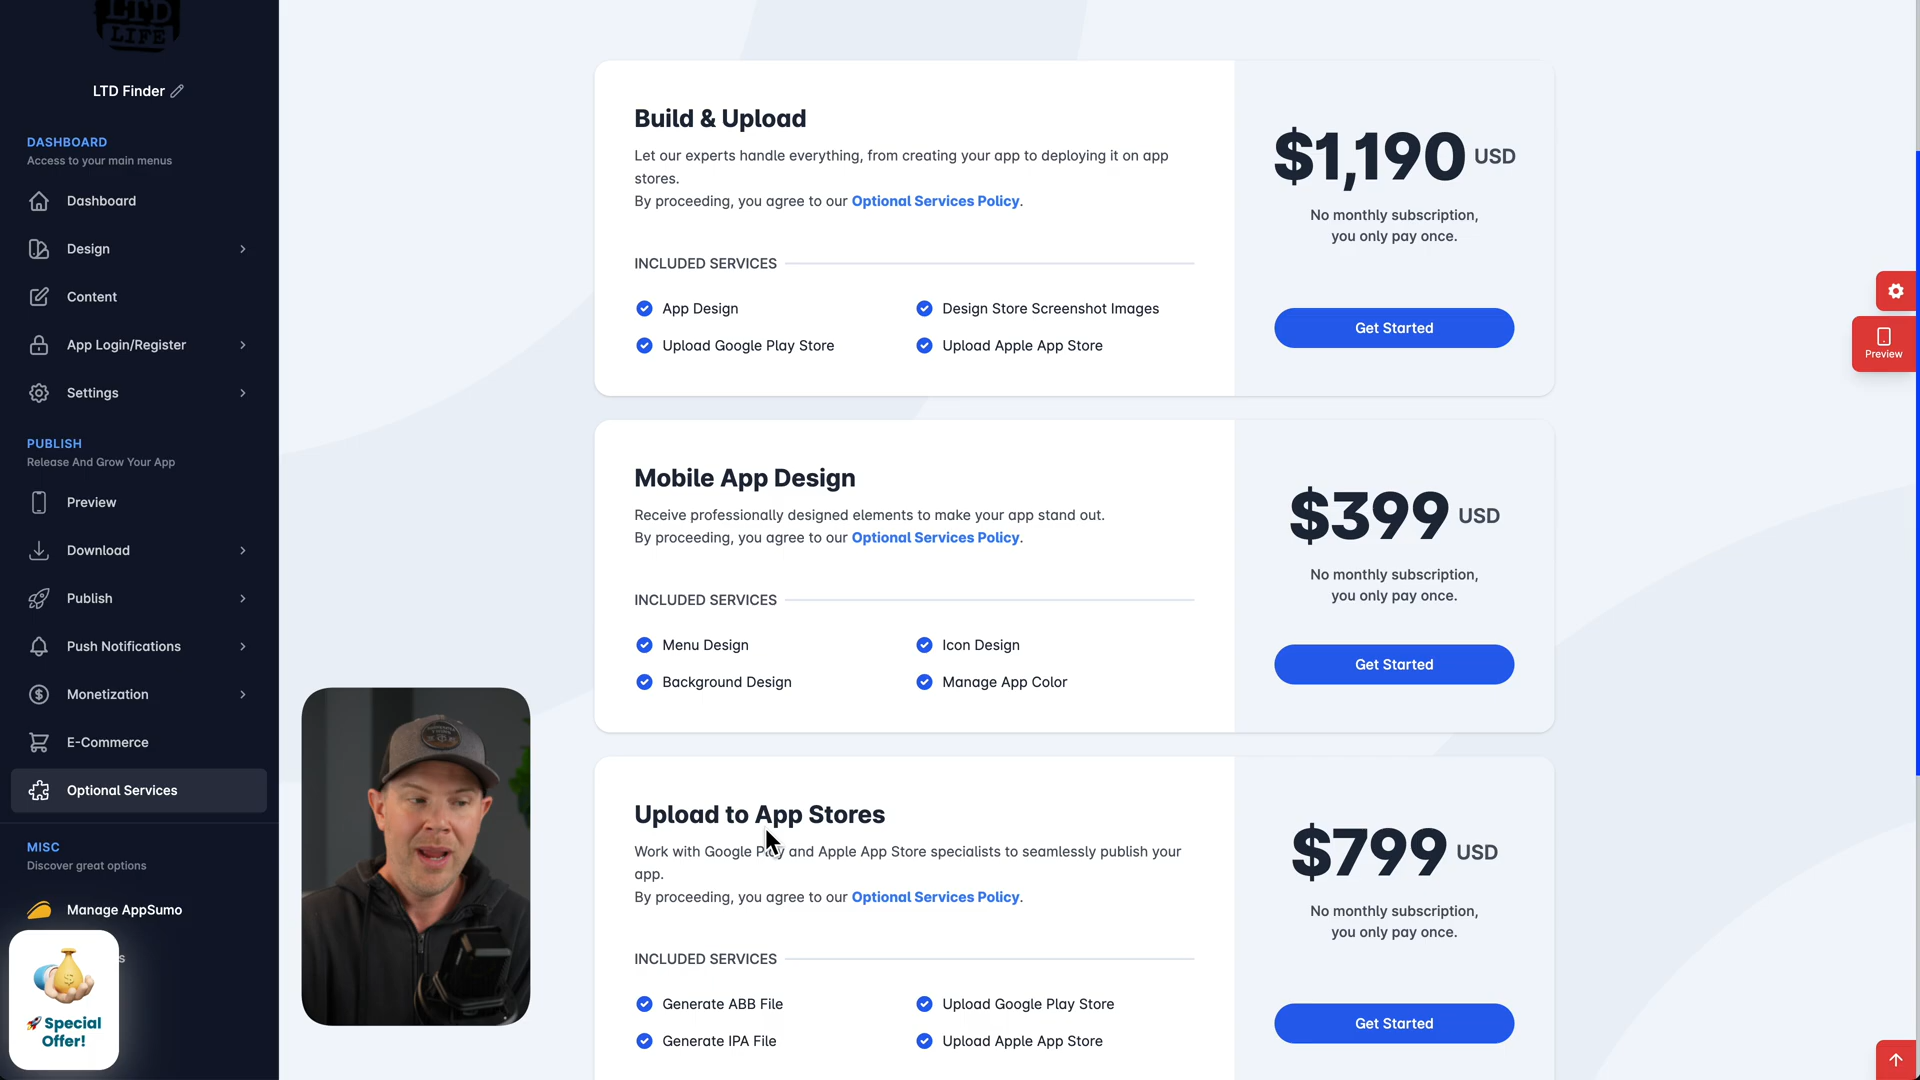 LTD
LIFE
LTD Finder
DASHBOARD
Access to your main menus
Dashboard
Design
Content
App Login/Register
Settings
PUBLISH
Release And Grow Your App
Preview
Download
Publish
Push Notifications
Monetization
E-Commerce
Optional Services
MISC
Discover great options
Manage AppSumo
s
🚀 Special
Offer!
Build & Upload
Let our experts handle everything, from creating your app to deploying it on app
stores.
By proceeding, you agree to our Optional Services Policy.
INCLUDED SERVICES
App Design
Design Store Screenshot Images
Upload Google Play Store
Upload Apple App Store
$1,190 USD
No monthly subscription,
you only pay once.
Get Started
Mobile App Design
Receive professionally designed elements to make your app stand out.
By proceeding, you agree to our Optional Services Policy.
INCLUDED SERVICES
Menu Design
Icon Design
Background Design
Manage App Color
$399 USD
No monthly subscription,
you only pay once.
Get Started
Upload to App Stores
Work with Google Play and Apple App Store specialists to seamlessly publish your
app.
By proceeding, you agree to our Optional Services Policy.
INCLUDED SERVICES
Generate ABB File
Upload Google Play Store
Generate IPA File
Upload Apple App Store
$799 USD
No monthly subscription,
you only pay once.
Get Started
Preview